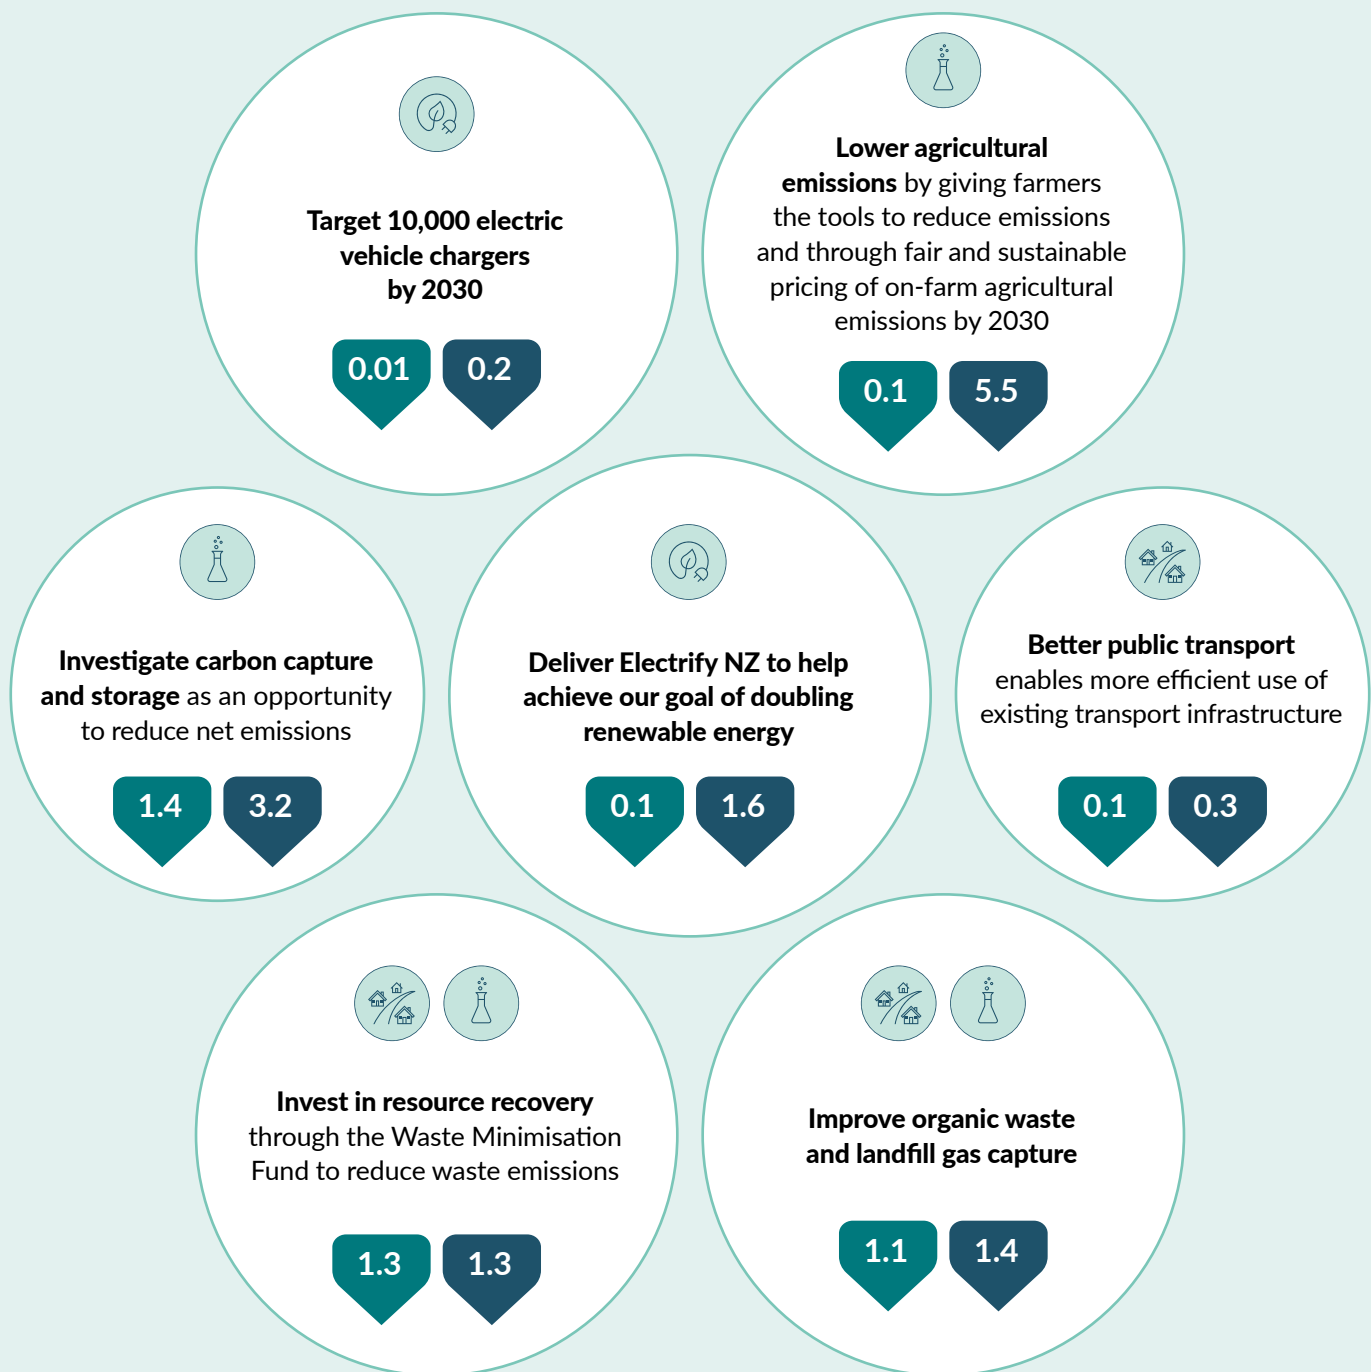 Target 10,000 electric
vehicle chargers
by 2030
0.01
0.2
Lower agricultural
emissions by giving farmers
the tools to reduce emissions
and through fair and sustainable
pricing of on-farm agricultural
emissions by 2030
0.1
5.5
Investigate carbon capture
and storage as an opportunity
to reduce net emissions
1.4
3.2
Deliver Electrify NZ to help
achieve our goal of doubling
renewable energy
0.1
1.6
Better public transport
enables more efficient use of
existing transport infrastructure
0.1
0.3
Invest in resource recovery
through the Waste Minimisation
Fund to reduce waste emissions
1.3
1.3
Improve organic waste
and landfill gas capture
1.1
1.4